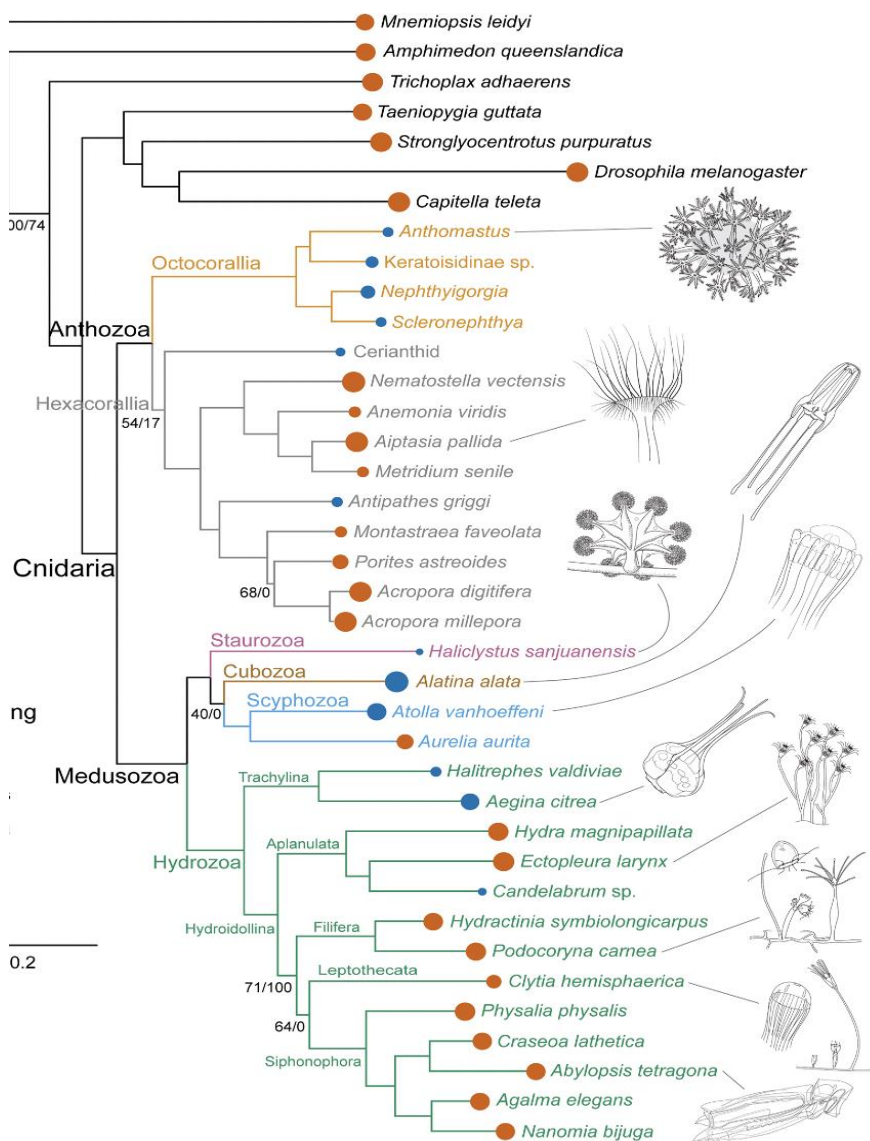 Mnemiopsis leidyi
Amphimedon queenslandica
Trichoplax adhaerens
Taeniopygia guttata
Stronglyocentrotus purpuratus
Drosophila melanogaster
Capitella teleta
00/74
Anthomastus
Octocorallia
Keratoisidinae sp.
Nephthyigorgia
Scleronephthya
Anthozoa
Cerianthid
Nematostella vectensis
Hexacorallia
54/17
Anemonia viridis
Aiptasia pallida
Metridium senile
Antipathes griggi
Montastraea faveolata
Cnidaria
Porites astreoides
68/0
Acropora digitifera
Acropora millepora
Staurozoa
Haliclystus sanjuanensis
Cubozoa
Alatina alata
Scyphozoa
40/0
Atolla vanhoeffeni
ng
Aurelia aurita
Medusozoa
Trachylina
Halitrephes valdiviae
Aegina citrea
Aplanulata
Hydra magnipapillata
Hydrozoa
Ectopleura larynx
Candelabrum sp.
Hydroidollina
Filifera
Hydractinia symbiolongicarpus
Podocoryna carnea
0.2
Leptothecata
71/100
Clytia hemisphaerica
64/0
Physalia physalis
Siphonophora
Craseoa lathetica
Abylopsis tetragona
Agalma elegans
Nanomia bijuga